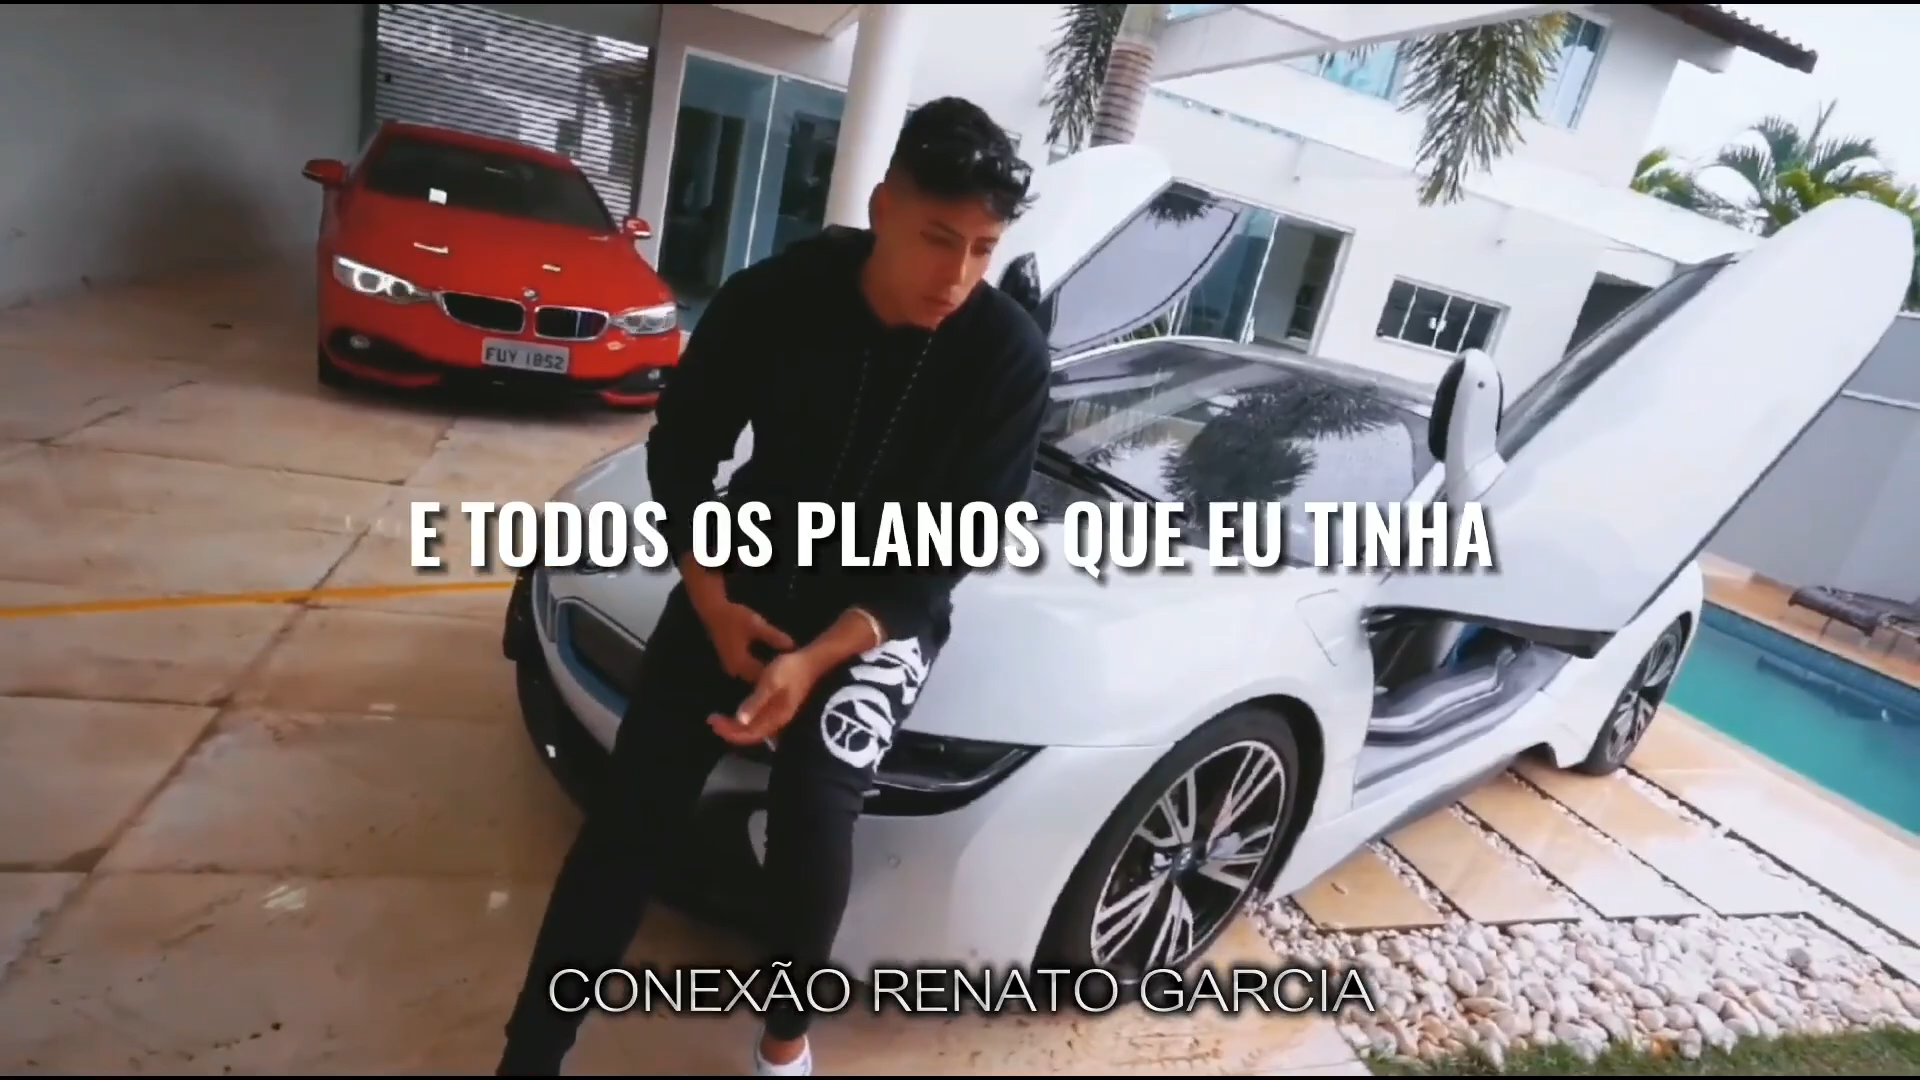 FUY 1852
E TODOS OS PLANOS QUE EU TINHA
CONEXÃO RENATO GARCIA